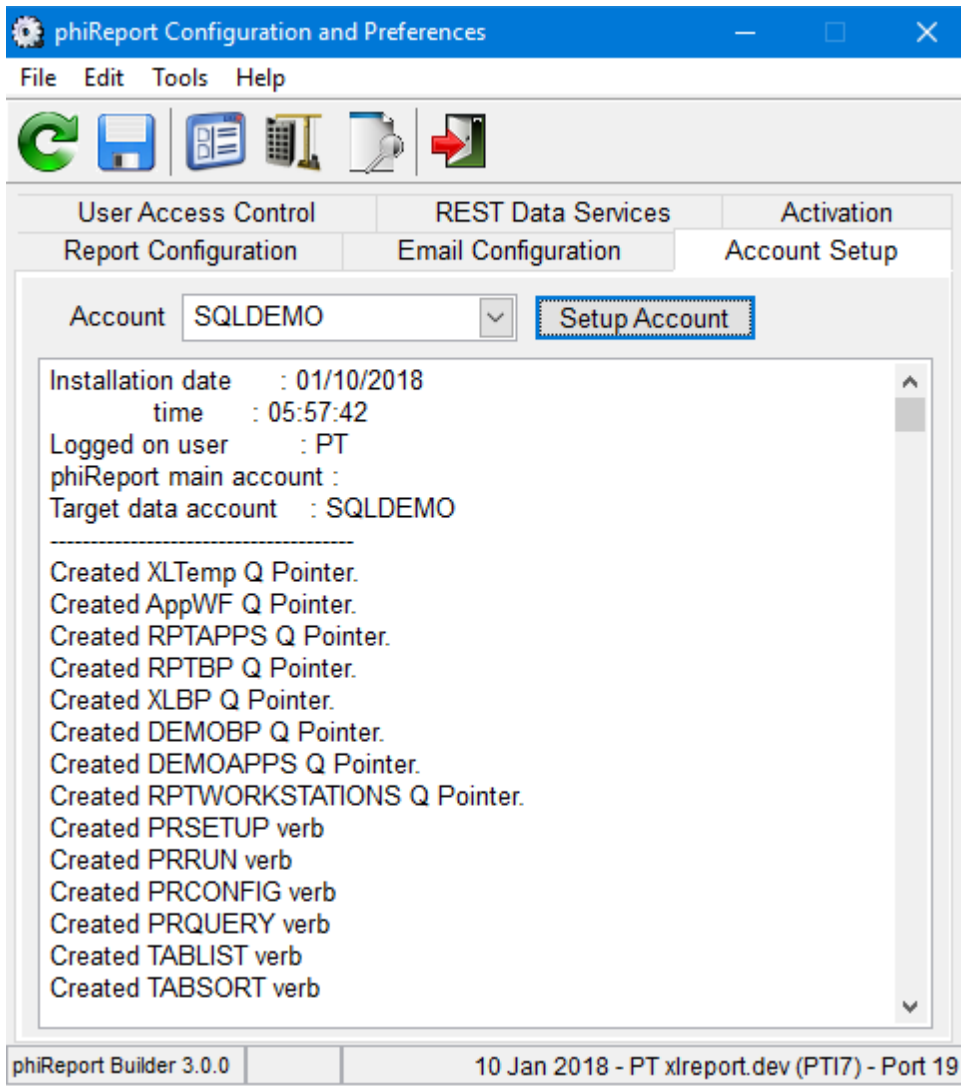 phiReport Configuration and Preferences
File Edit Tools Help
User Access Control REST Data Services Activation
Report Configuration Email Configuration Account Setup
Account SQLDEMO Setup Account
Installation date : 01/10/2018
time : 05:57:42
Logged on user : PT
phiReport main account :
Target data account : SQLDEMO
--------------------------------------
Created XLTemp Q Pointer.
Created AppWF Q Pointer.
Created RPTAPPS Q Pointer.
Created RPTBP Q Pointer.
Created XLBP Q Pointer.
Created DEMOBP Q Pointer.
Created DEMOAPPS Q Pointer.
Created RPTWORKSTATIONS Q Pointer.
Created PRSETUP verb
Created PRRUN verb
Created PRCONFIG verb
Created PRQUERY verb
Created TABLIST verb
Created TABSORT verb
phiReport Builder 3.0.0 10 Jan 2018 - PT xlreport.dev (PTI7) - Port 19